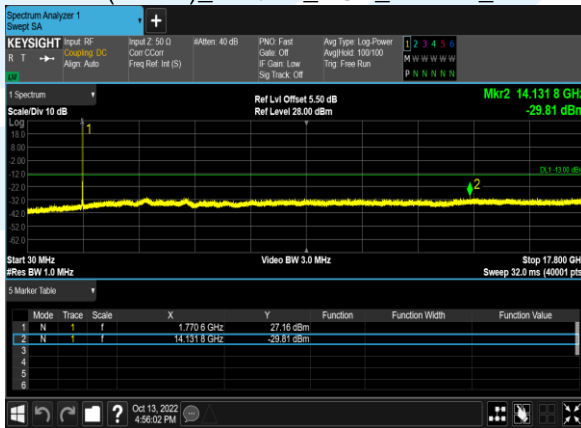 Spectrum Analyzer 1
Swept SA
KEYSIGHT Input: RF Input Z: 50 Ω #Atten: 40 dB PNO: Fast Avg Type: Log-Power 1 2 3 4 5 6
R T Coupling: DC Corr CCorr Gate: Off Avg|Hold: 100/100 M W W W W W
Align: Auto Freq Ref: Int (S) IF Gain: Low Trig: Free Run
Sig Track: Off P N N N N N
1 Spectrum Ref Lvl Offset 5.50 dB Mkr2 14.131 8 GHz
Scale/Div 10 dB Ref Level 28.00 dBm -29.81 dBm
Log 1
18.0
8.00
-2.00
-12.0 DL1 -13.00 dBm
2
-22.0
-32.0
-42.0
-52.0
-62.0
Start 30 MHz Video BW 3.0 MHz Stop 17.800 GHz
#Res BW 1.0 MHz Sweep 32.0 ms (40001 pts)
5 Marker Table
Mode Trace Scale X Y Function Function Width Function Value
1 N 1 f 1.770 6 GHz 27.16 dBm
2 N 1 f 14.131 8 GHz -29.81 dBm
3
4
5
6
? Oct 13, 2022
4:56:02 PM